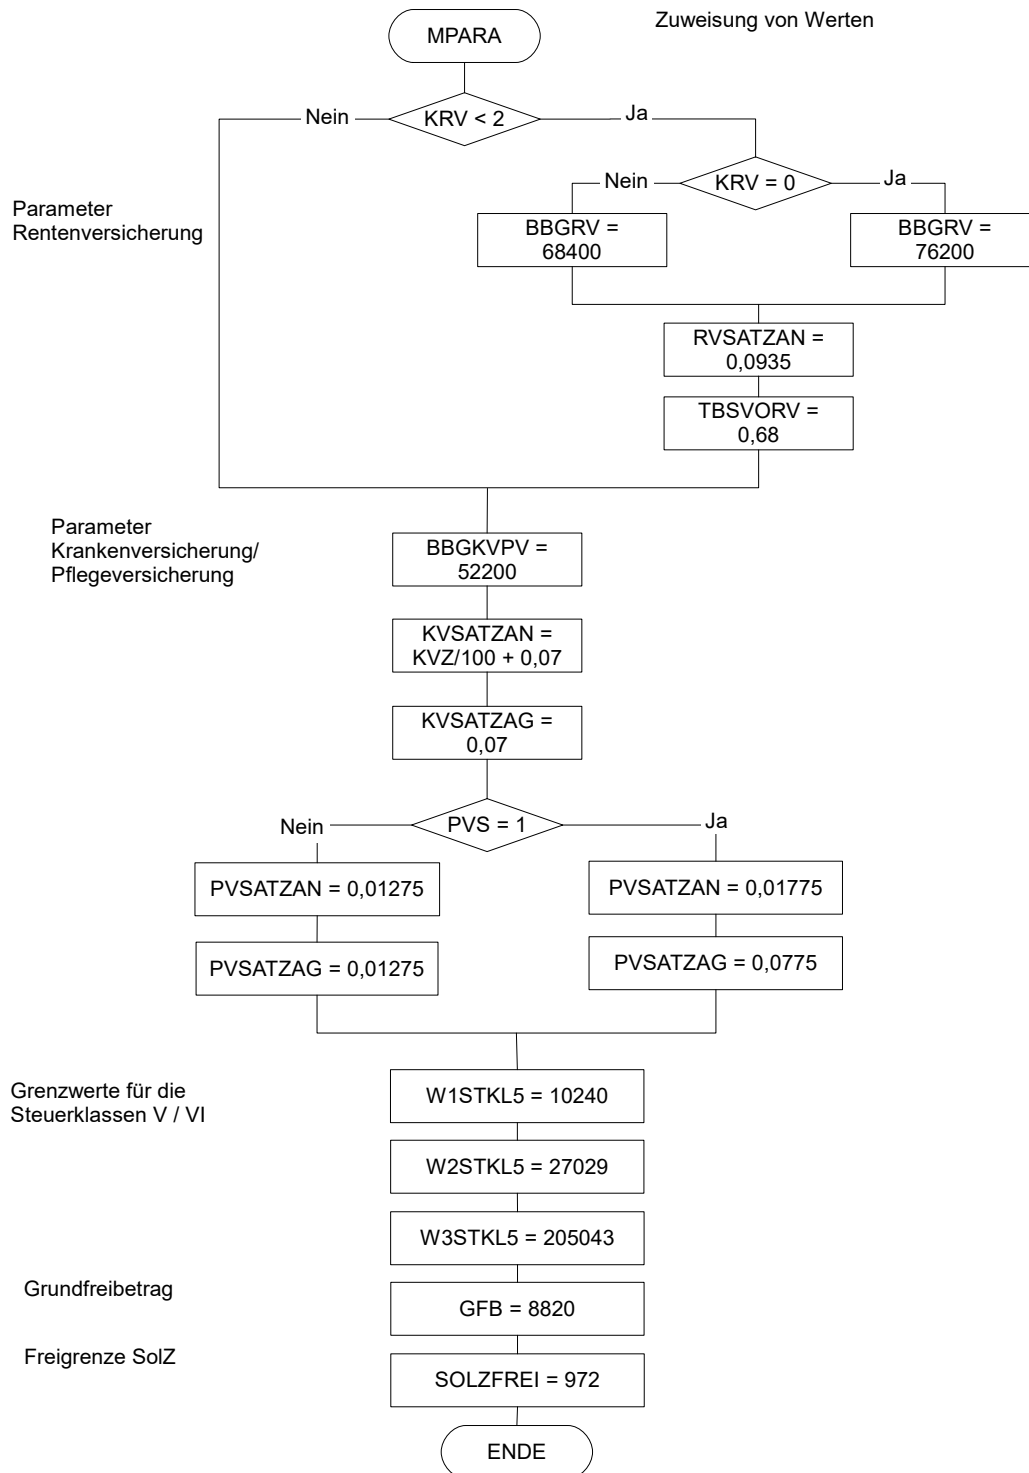 MPARA
Zuweisung von Werten
KRV < 2
Nein
Ja
KRV = 0
Nein
Ja
Parameter
Rentenversicherung
BBGRV =
68400
BBGRV =
76200
RVSATZAN =
0,0935
TBSVORV =
0,68
Parameter
Krankenversicherung/
Pflegeversicherung
BBGKVPV =
52200
KVSATZAN =
KVZ/100 + 0,07
KVSATZAG =
0,07
PVS = 1
Nein
Ja
PVSATZAN = 0,01275
PVSATZAN = 0,01775
PVSATZAG = 0,01275
PVSATZAG = 0,0775
Grenzwerte für die
Steuerklassen V / VI
W1STKL5 = 10240
W2STKL5 = 27029
W3STKL5 = 205043
Grundfreibetrag
GFB = 8820
Freigrenze SolZ
SOLZFREI = 972
ENDE